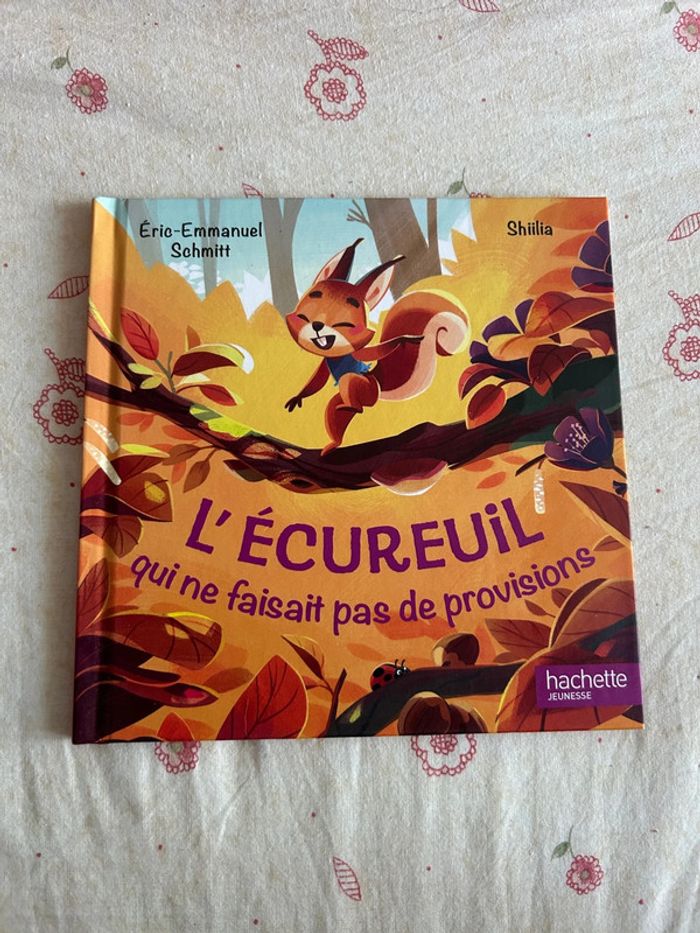 Éric-Emmanuel
Schmitt
Shiilia
L'ÉCUREUiL
qui ne faisait pas de provisions
hachette
JEUNESSE